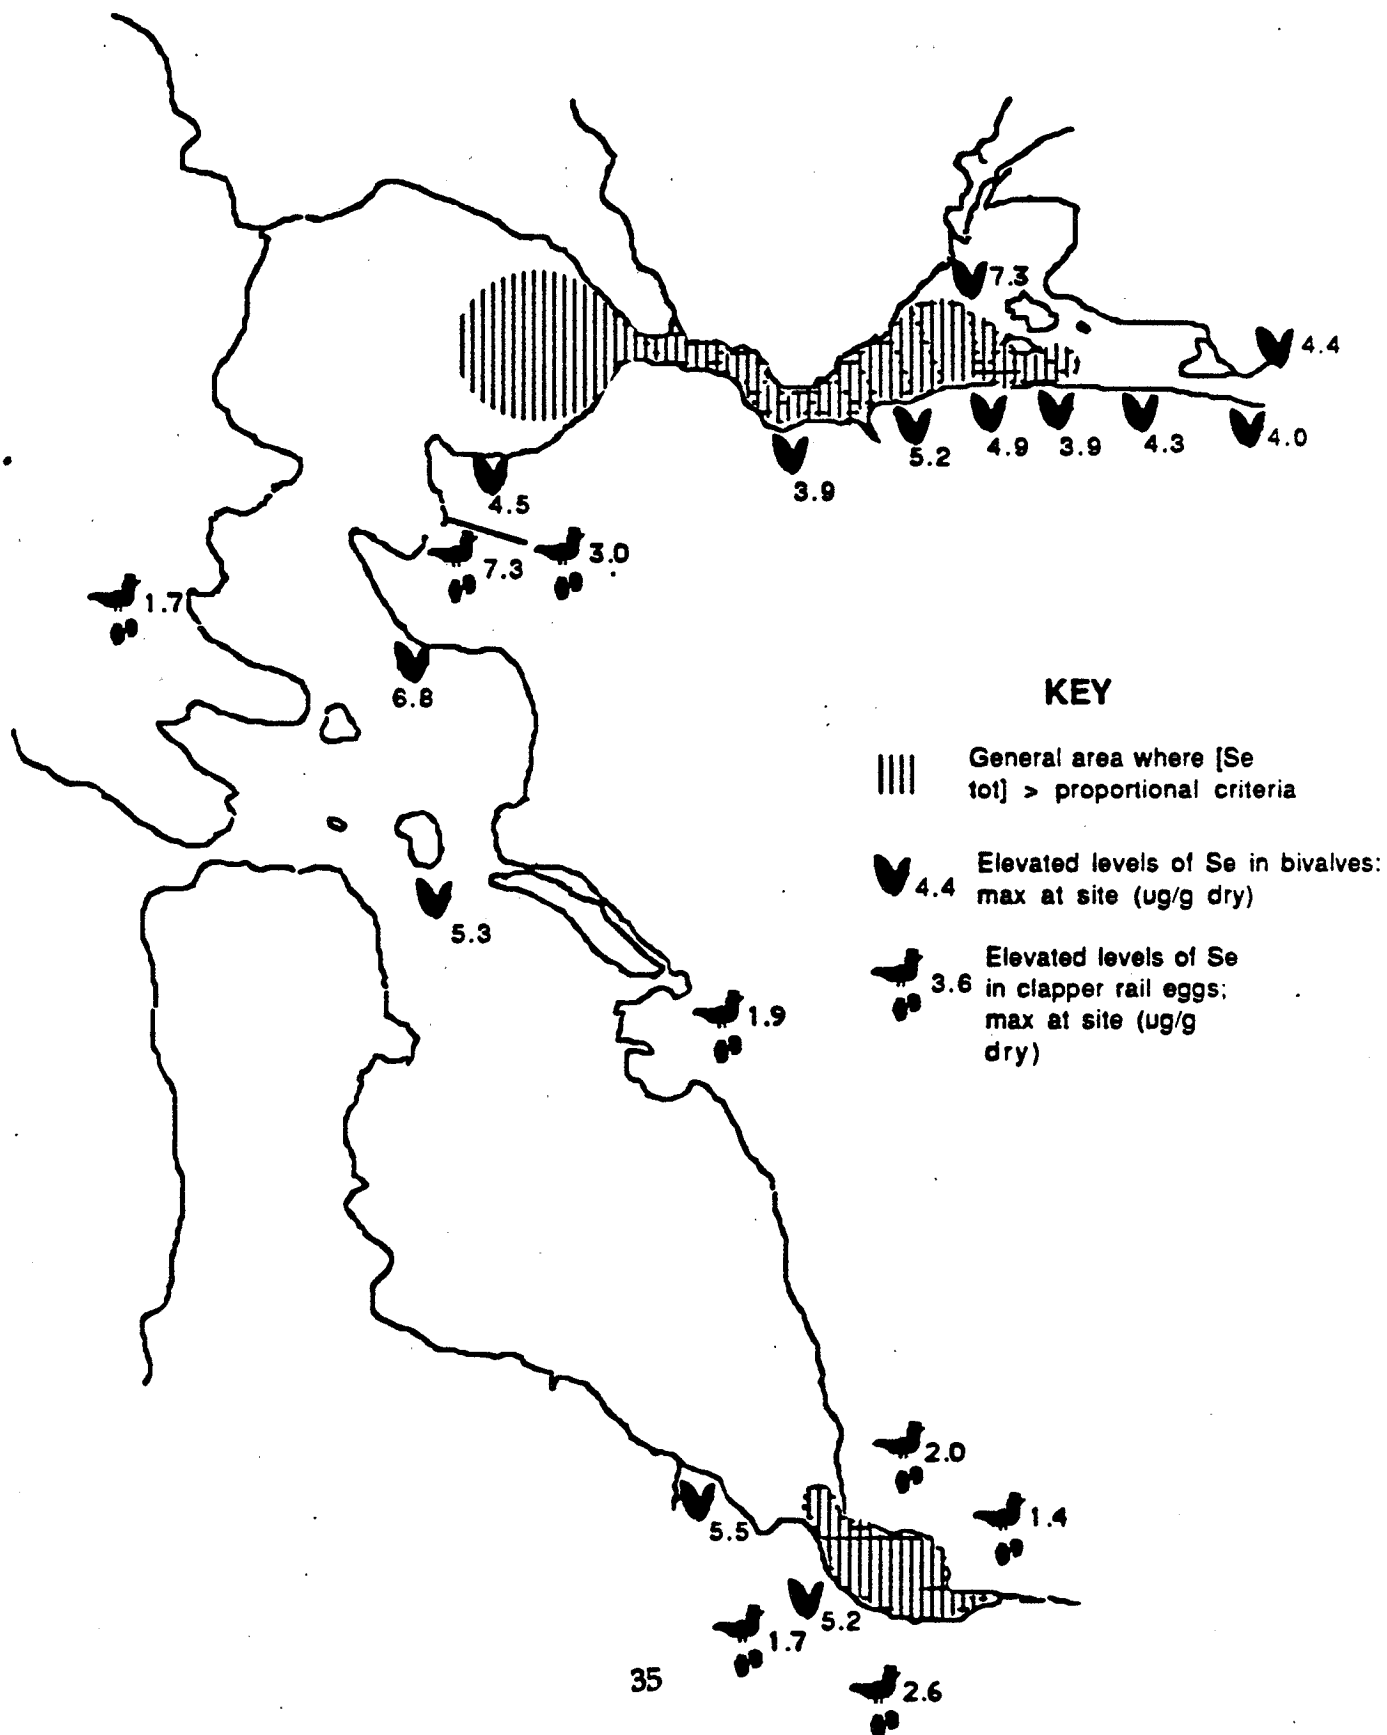 7.3
4.4
5.2
4.9
3.9
4.3
4.0
3.9
4.5
7.3
3.0
1.7
6.8
KEY
General area where [Se
tot] > proportional criteria
Elevated levels of Se in bivalves:
4.4 max at site (ug/g dry)
5.3
Elevated levels of Se
3.6 in clapper rail eggs;
max at site (ug/g
dry)
1.9
2.0
1.4
5.5
5.2
1.7
35
2.6